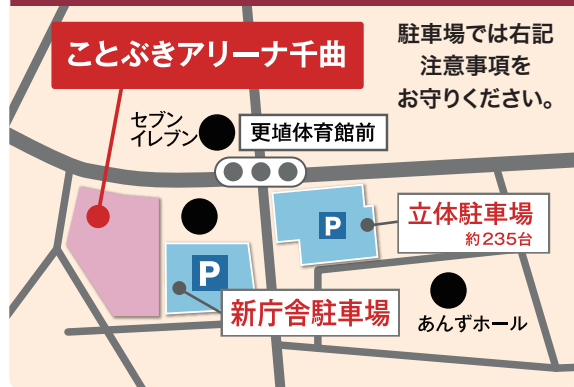 ことぶきアリーナ千曲
駐車場では右記
注意事項を
お守りください。
セブン
イレブン
更埴体育館前
P
立体駐車場
約235台
P
新庁舎駐車場
あんずホール